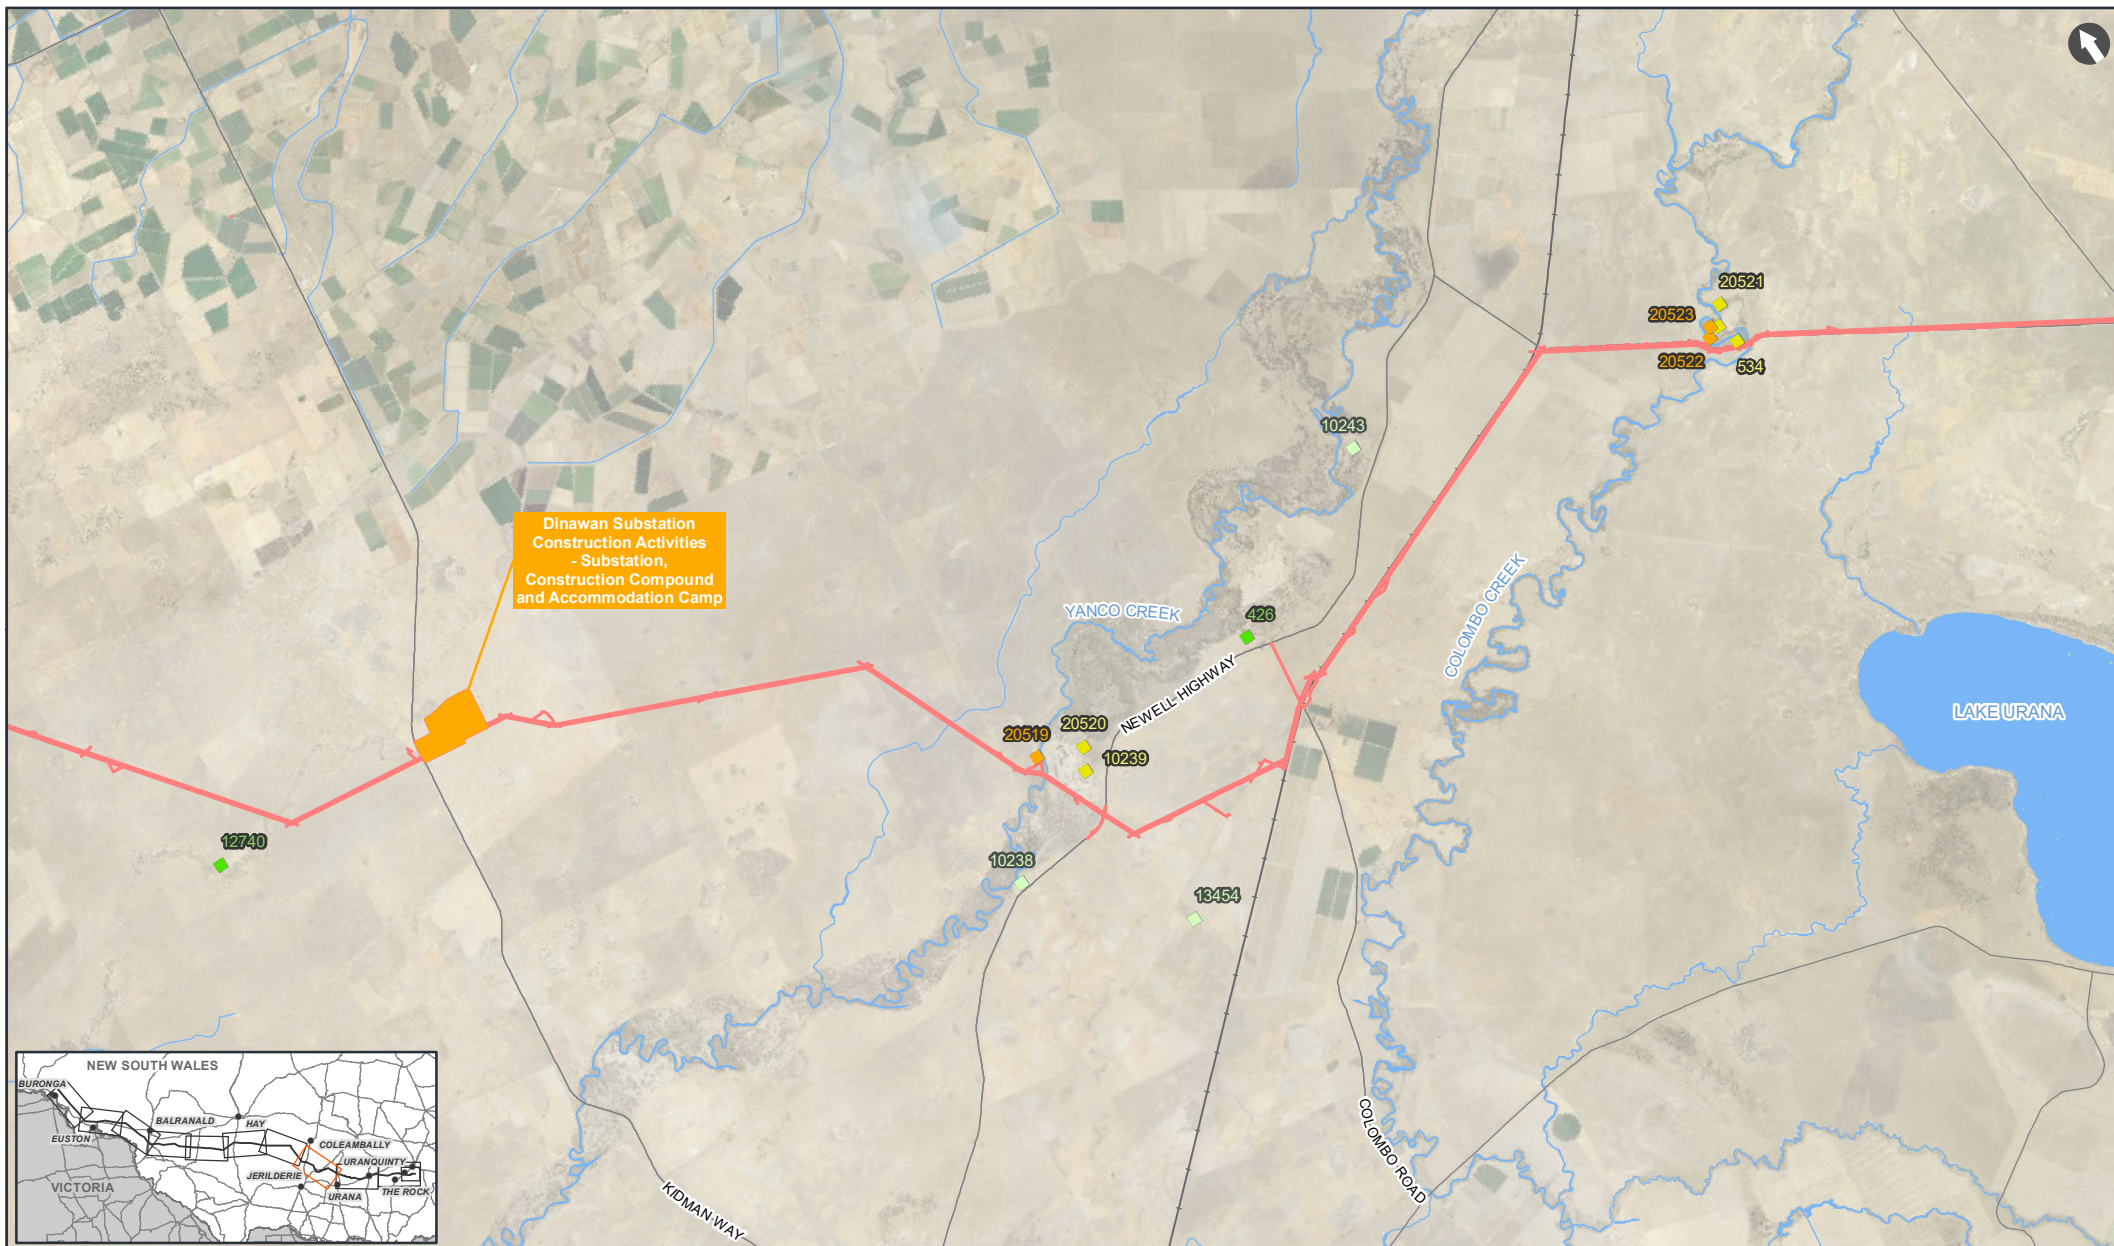 20521
20523
20522
534
10243
Dinawan Substation
Construction Activities
- Substation,
Construction Compound
and Accommodation Camp
YANCO CREEK
426
COLOMBO CREEK
NEWELL HIGHWAY
LAKE URANA
20519
20520
10239
12740
10238
13454
COLOMBO ROAD
KIDMAN WAY
NEW SOUTH WALES
BURONGA
BALRANALD
HAY
EUSTON
COLEAMBALLY
URANQUINTY
JERILDERIE
VICTORIA
URANA
THE ROCK